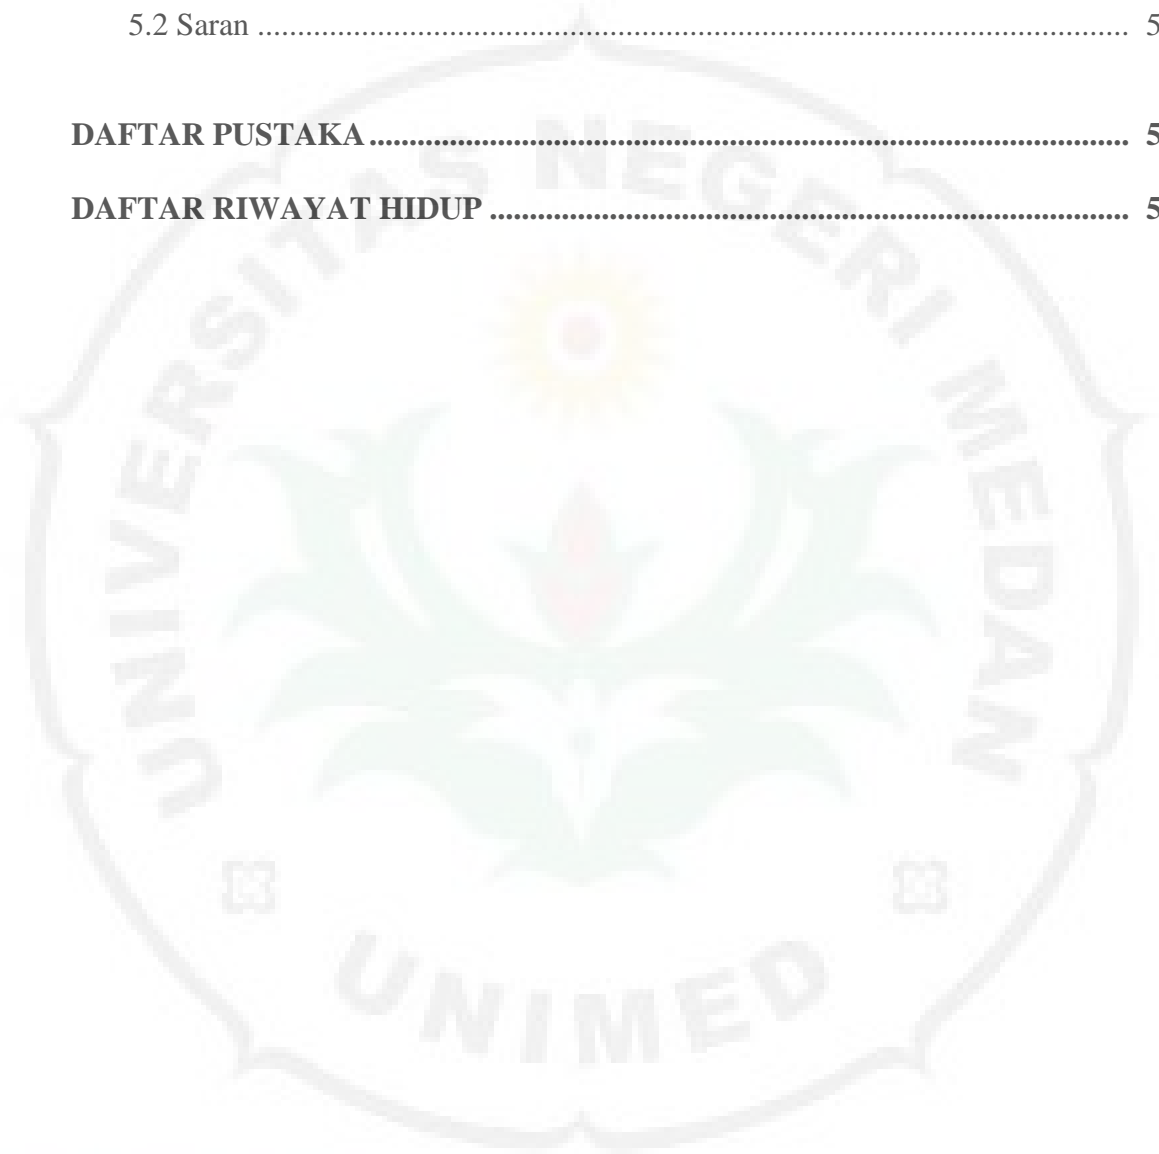 5.2 Saran .............................................................................................................. 5
DAFTAR PUSTAKA ............................................................................................... 5
DAFTAR RIWAYAT HIDUP ................................................................................ 5
UNIVERSITAS NEGERI MEDAN
UNIMED